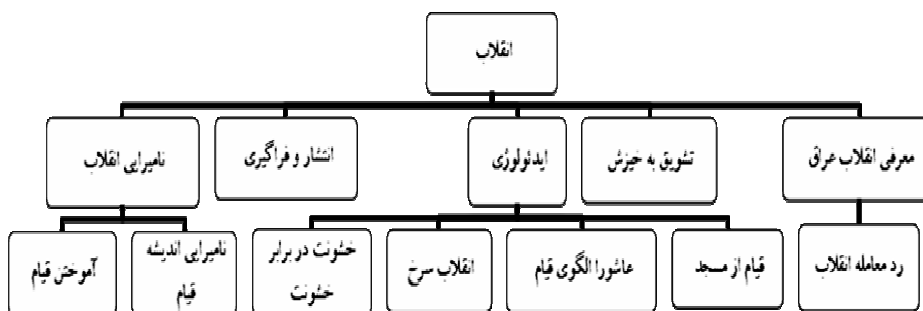 انقلاب
معرفی انقلاب عراق
تشویق به خیزش
ایدئولوژی
انتشار و فراگیری
نامیرایی انقلاب
رد معامله انقلاب
قیام از مسجد
عاشورا الگوی قیام
انقلاب سرخ
خشونت در برابر
خشونت
نامیرایی اندیشه
قیام
آموختن قیام